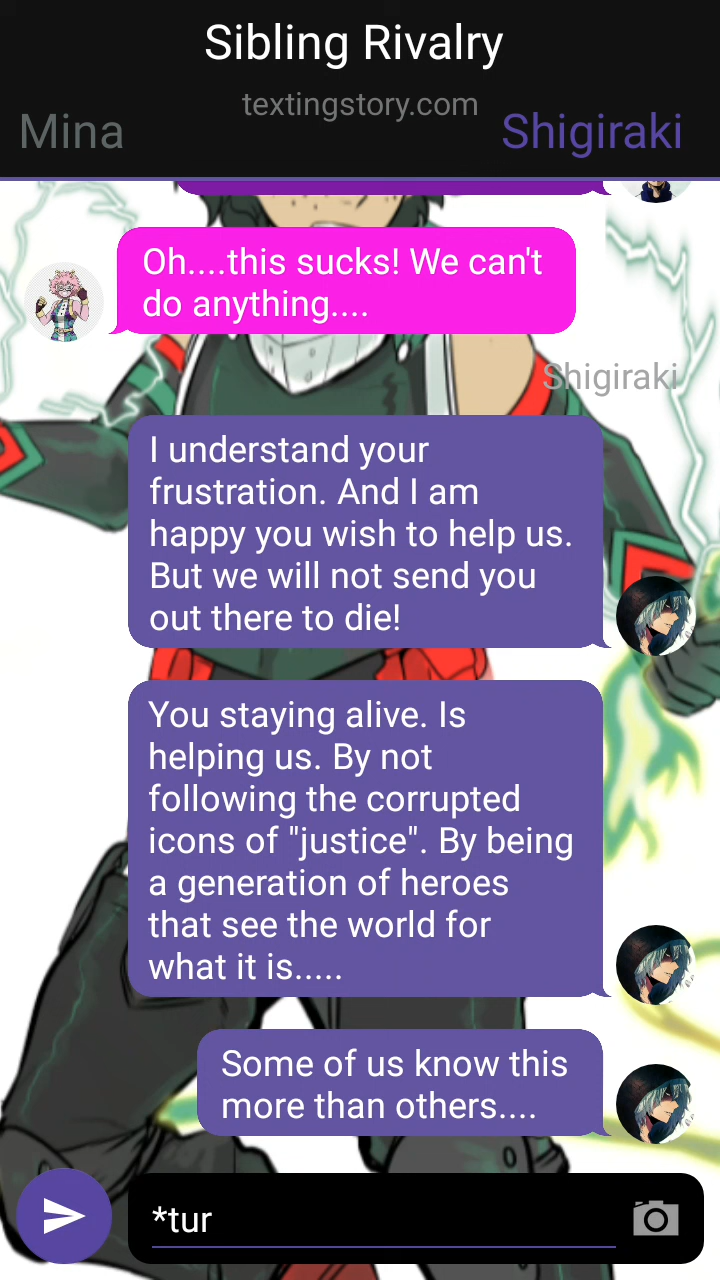 Sibling Rivalry
textingstory.com
Mina
Shigiraki
Oh....this sucks! We can't
do anything....
Shigiraki
I understand your
frustration. And I am
happy you wish to help us.
But we will not send you
out there to die!
You staying alive. Is
helping us. By not
following the corrupted
icons of "justice". By being
a generation of heroes
that see the world for
what it is.....
Some of us know this
more than others....
*tur